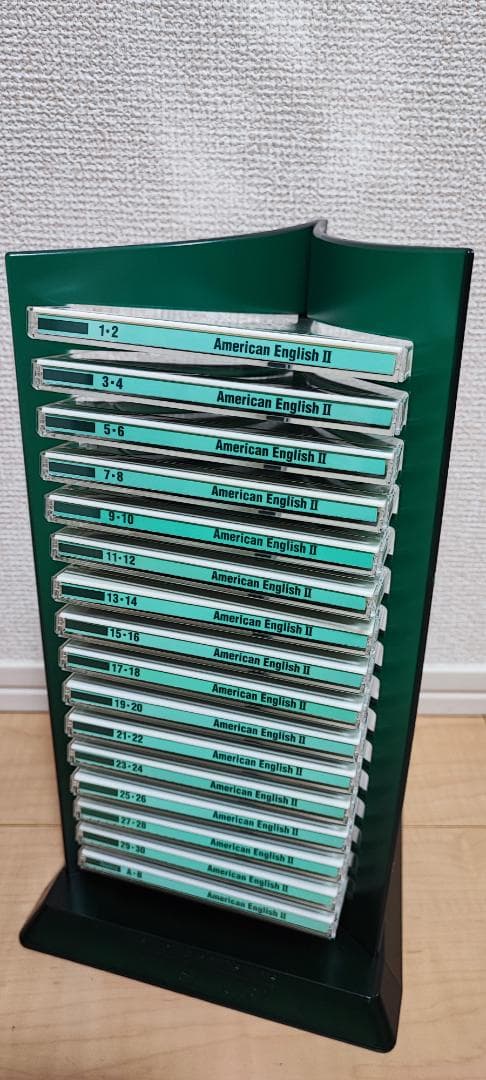 1・2 American English II
3・4 American English II
5・6 American English II
7・8 American English II
9・10 American English II
11・12 American English II
13・14 American English II
15・16 American English II
17・18 American English II
19・20 American English II
21・22 American English II
23・24 American English II
25・26 American English II
27・28 American English II
29・30 American English II
A・B American English II